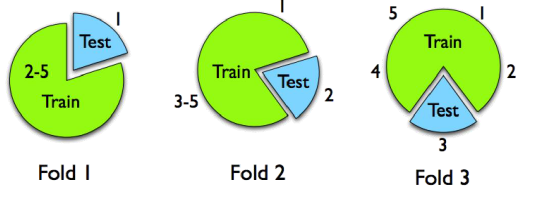 1
Test
2-5
Train
Fold 1
1
Train
Test
2
3-5
Fold 2
5
1
Train
4
2
Test
3
Fold 3